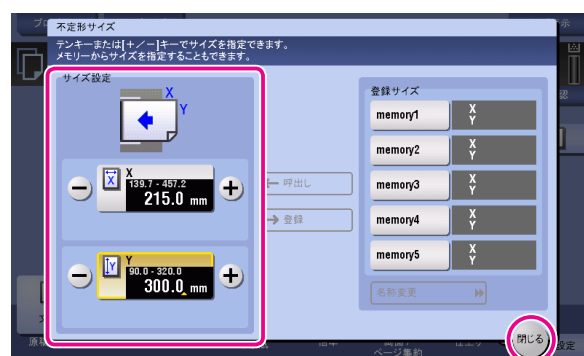 不定形サイズ
テンキーまたは[+/-]キーでサイズを指定できます。
メモリーからサイズを指定することもできます。
サイズ設定
X
Y
X
X
139.7 - 457.2
215.0 mm
Y
Y
90.0 - 320.0
300.0 mm
呼出し
登録
登録サイズ
memory1 X Y
memory2 X Y
memory3 X Y
memory4 X Y
memory5 X Y
名称変更
閉じる
ページ集約
設定